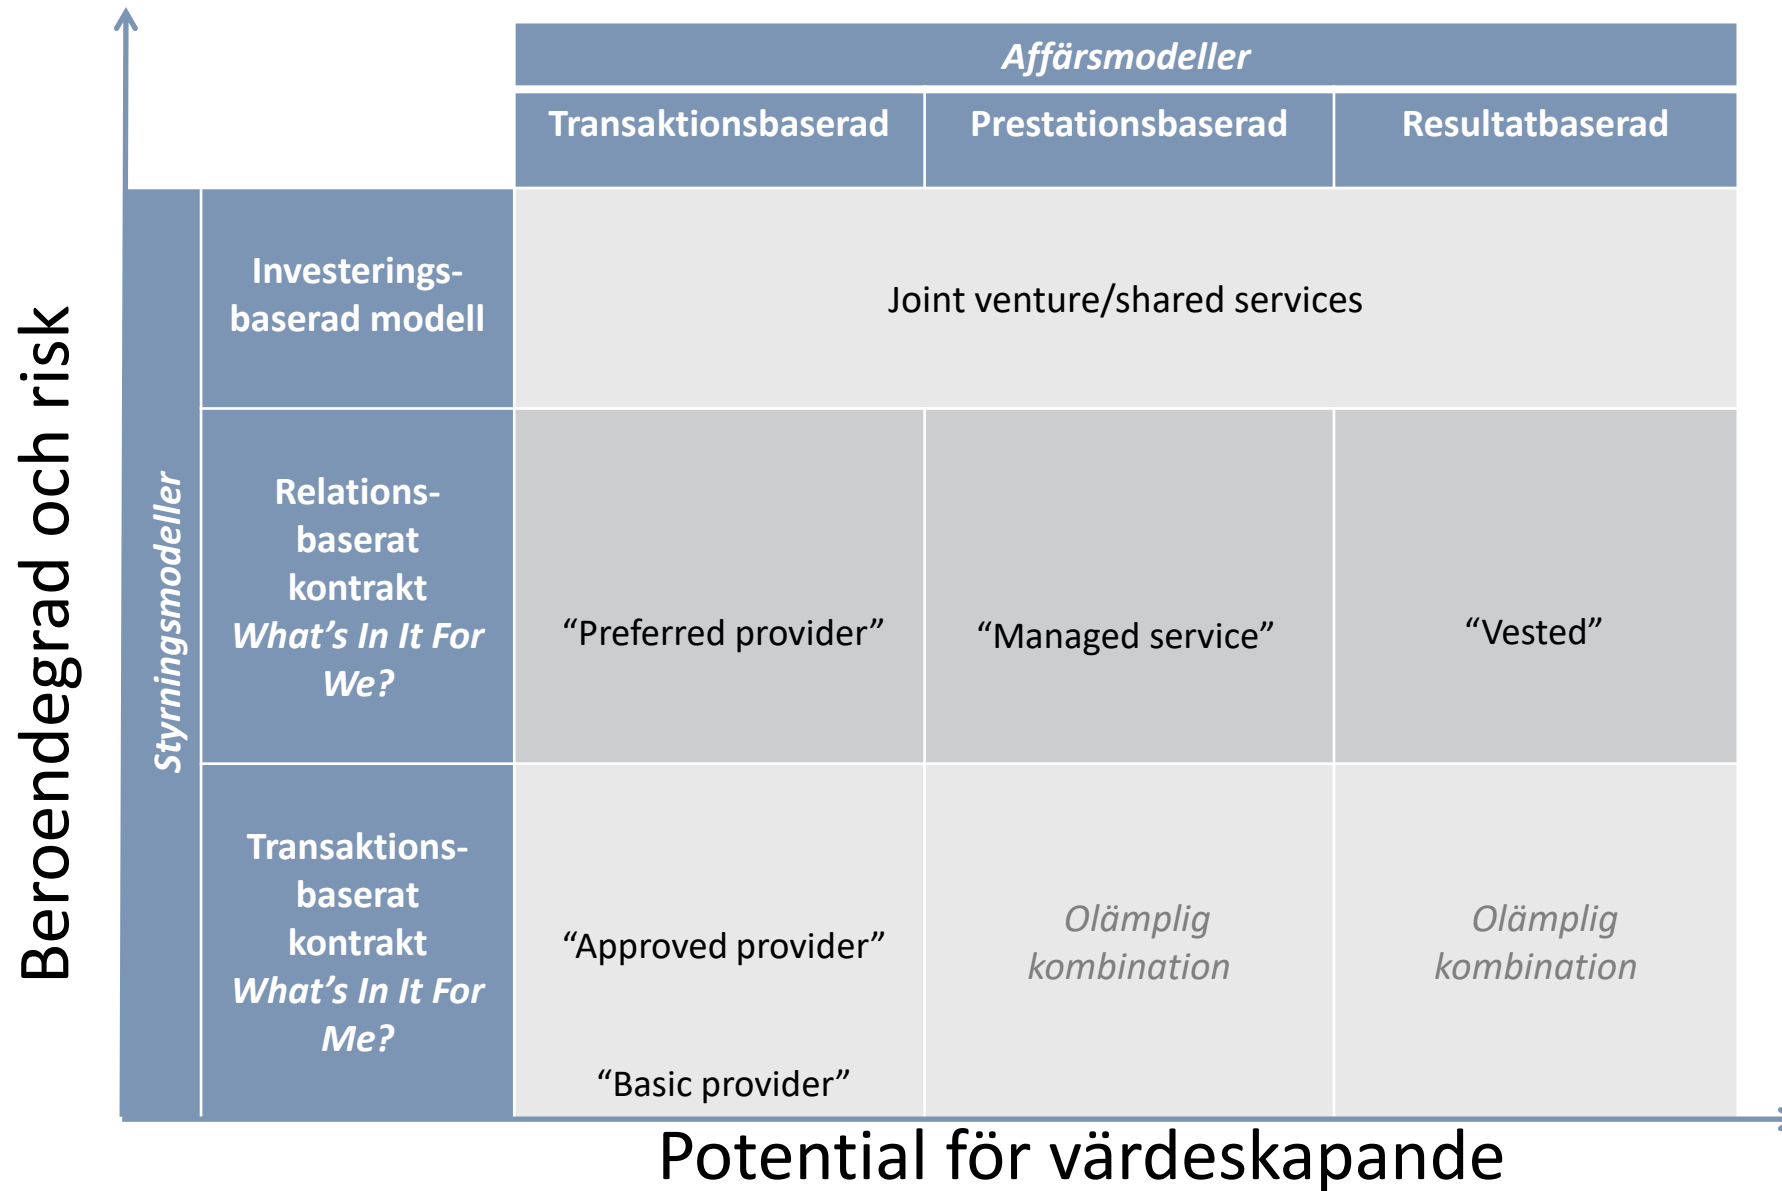 Affärsmodeller
Transaktionsbaserad
Prestationsbaserad
Resultatbaserad
Beroendegrad och risk
Styrningsmodeller
Investerings-
baserad modell
Joint venture/shared services
Relations-
baserat
kontrakt
What’s In It For
We?
“Preferred provider”
“Managed service”
“Vested”
Transaktions-
baserat
kontrakt
What’s In It For
Me?
“Approved provider”
“Basic provider”
Olämplig
kombination
Olämplig
kombination
Potential för värdeskapande